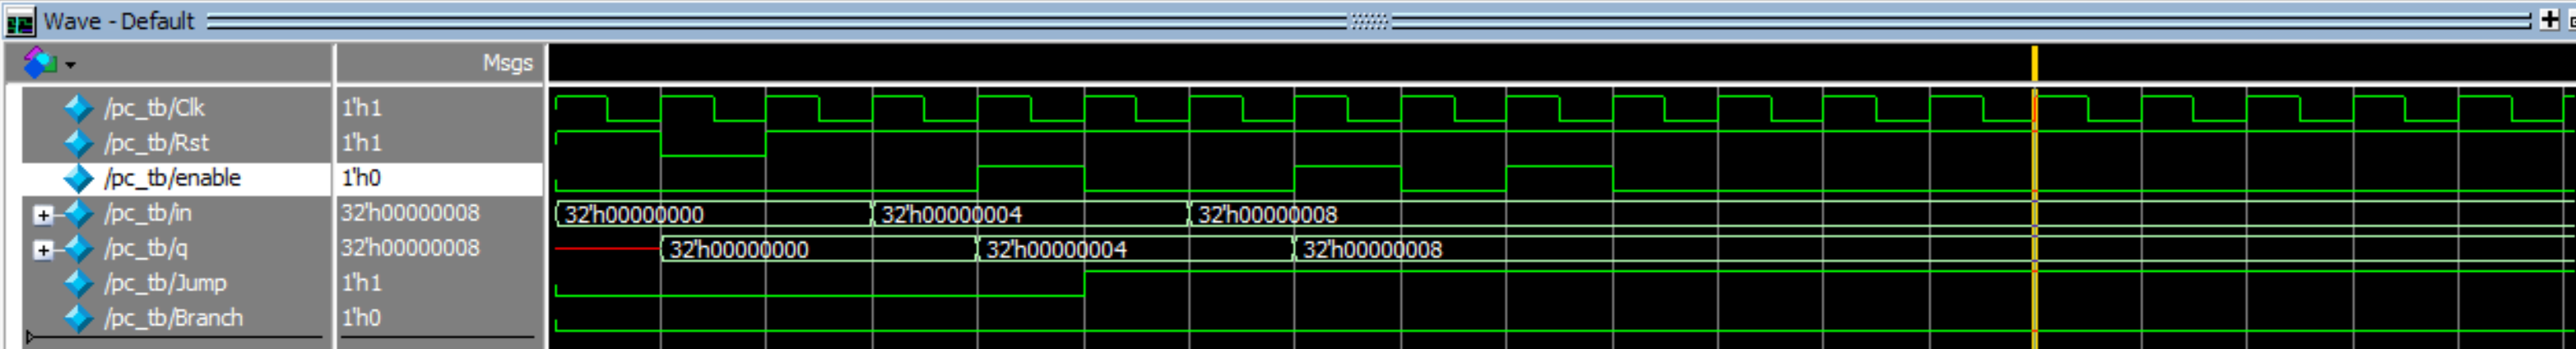 Wave - Default
Msgs
/pc_tb/Clk 1'h1
/pc_tb/Rst 1'h1
/pc_tb/enable 1'h0
/pc_tb/in 32'h00000008 32'h00000000 32'h00000004 32'h00000008
/pc_tb/q 32'h00000008 32'h00000000 32'h00000004 32'h00000008
/pc_tb/Jump 1'h1
/pc_tb/Branch 1'h0